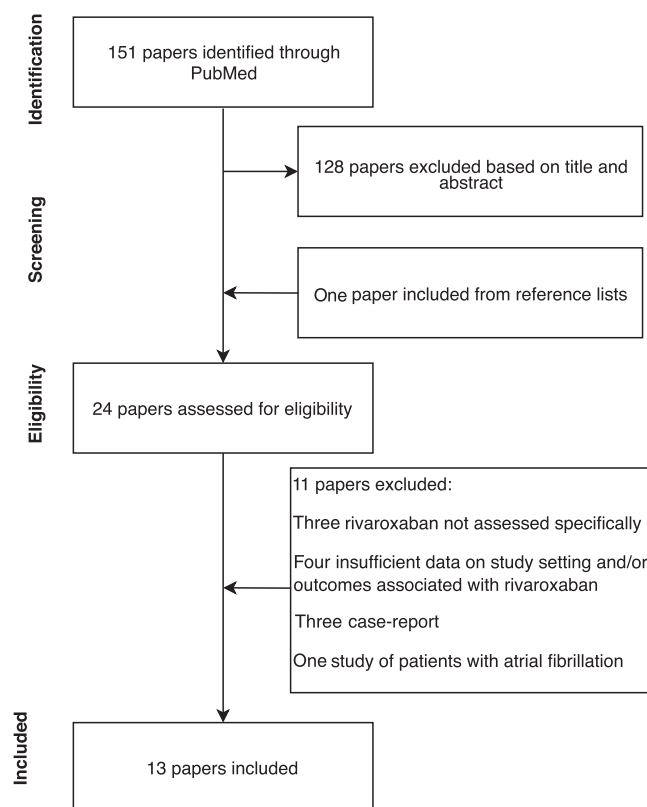 Identification
151 papers identified through
PubMed
128 papers excluded based on title and
abstract
Screening
One paper included from reference lists
Eligibility
24 papers assessed for eligibility
11 papers excluded:
Three rivaroxaban not assessed specifically
Four insufficient data on study setting and/or
outcomes associated with rivaroxaban
Three case-report
One study of patients with atrial fibrillation
Included
13 papers included